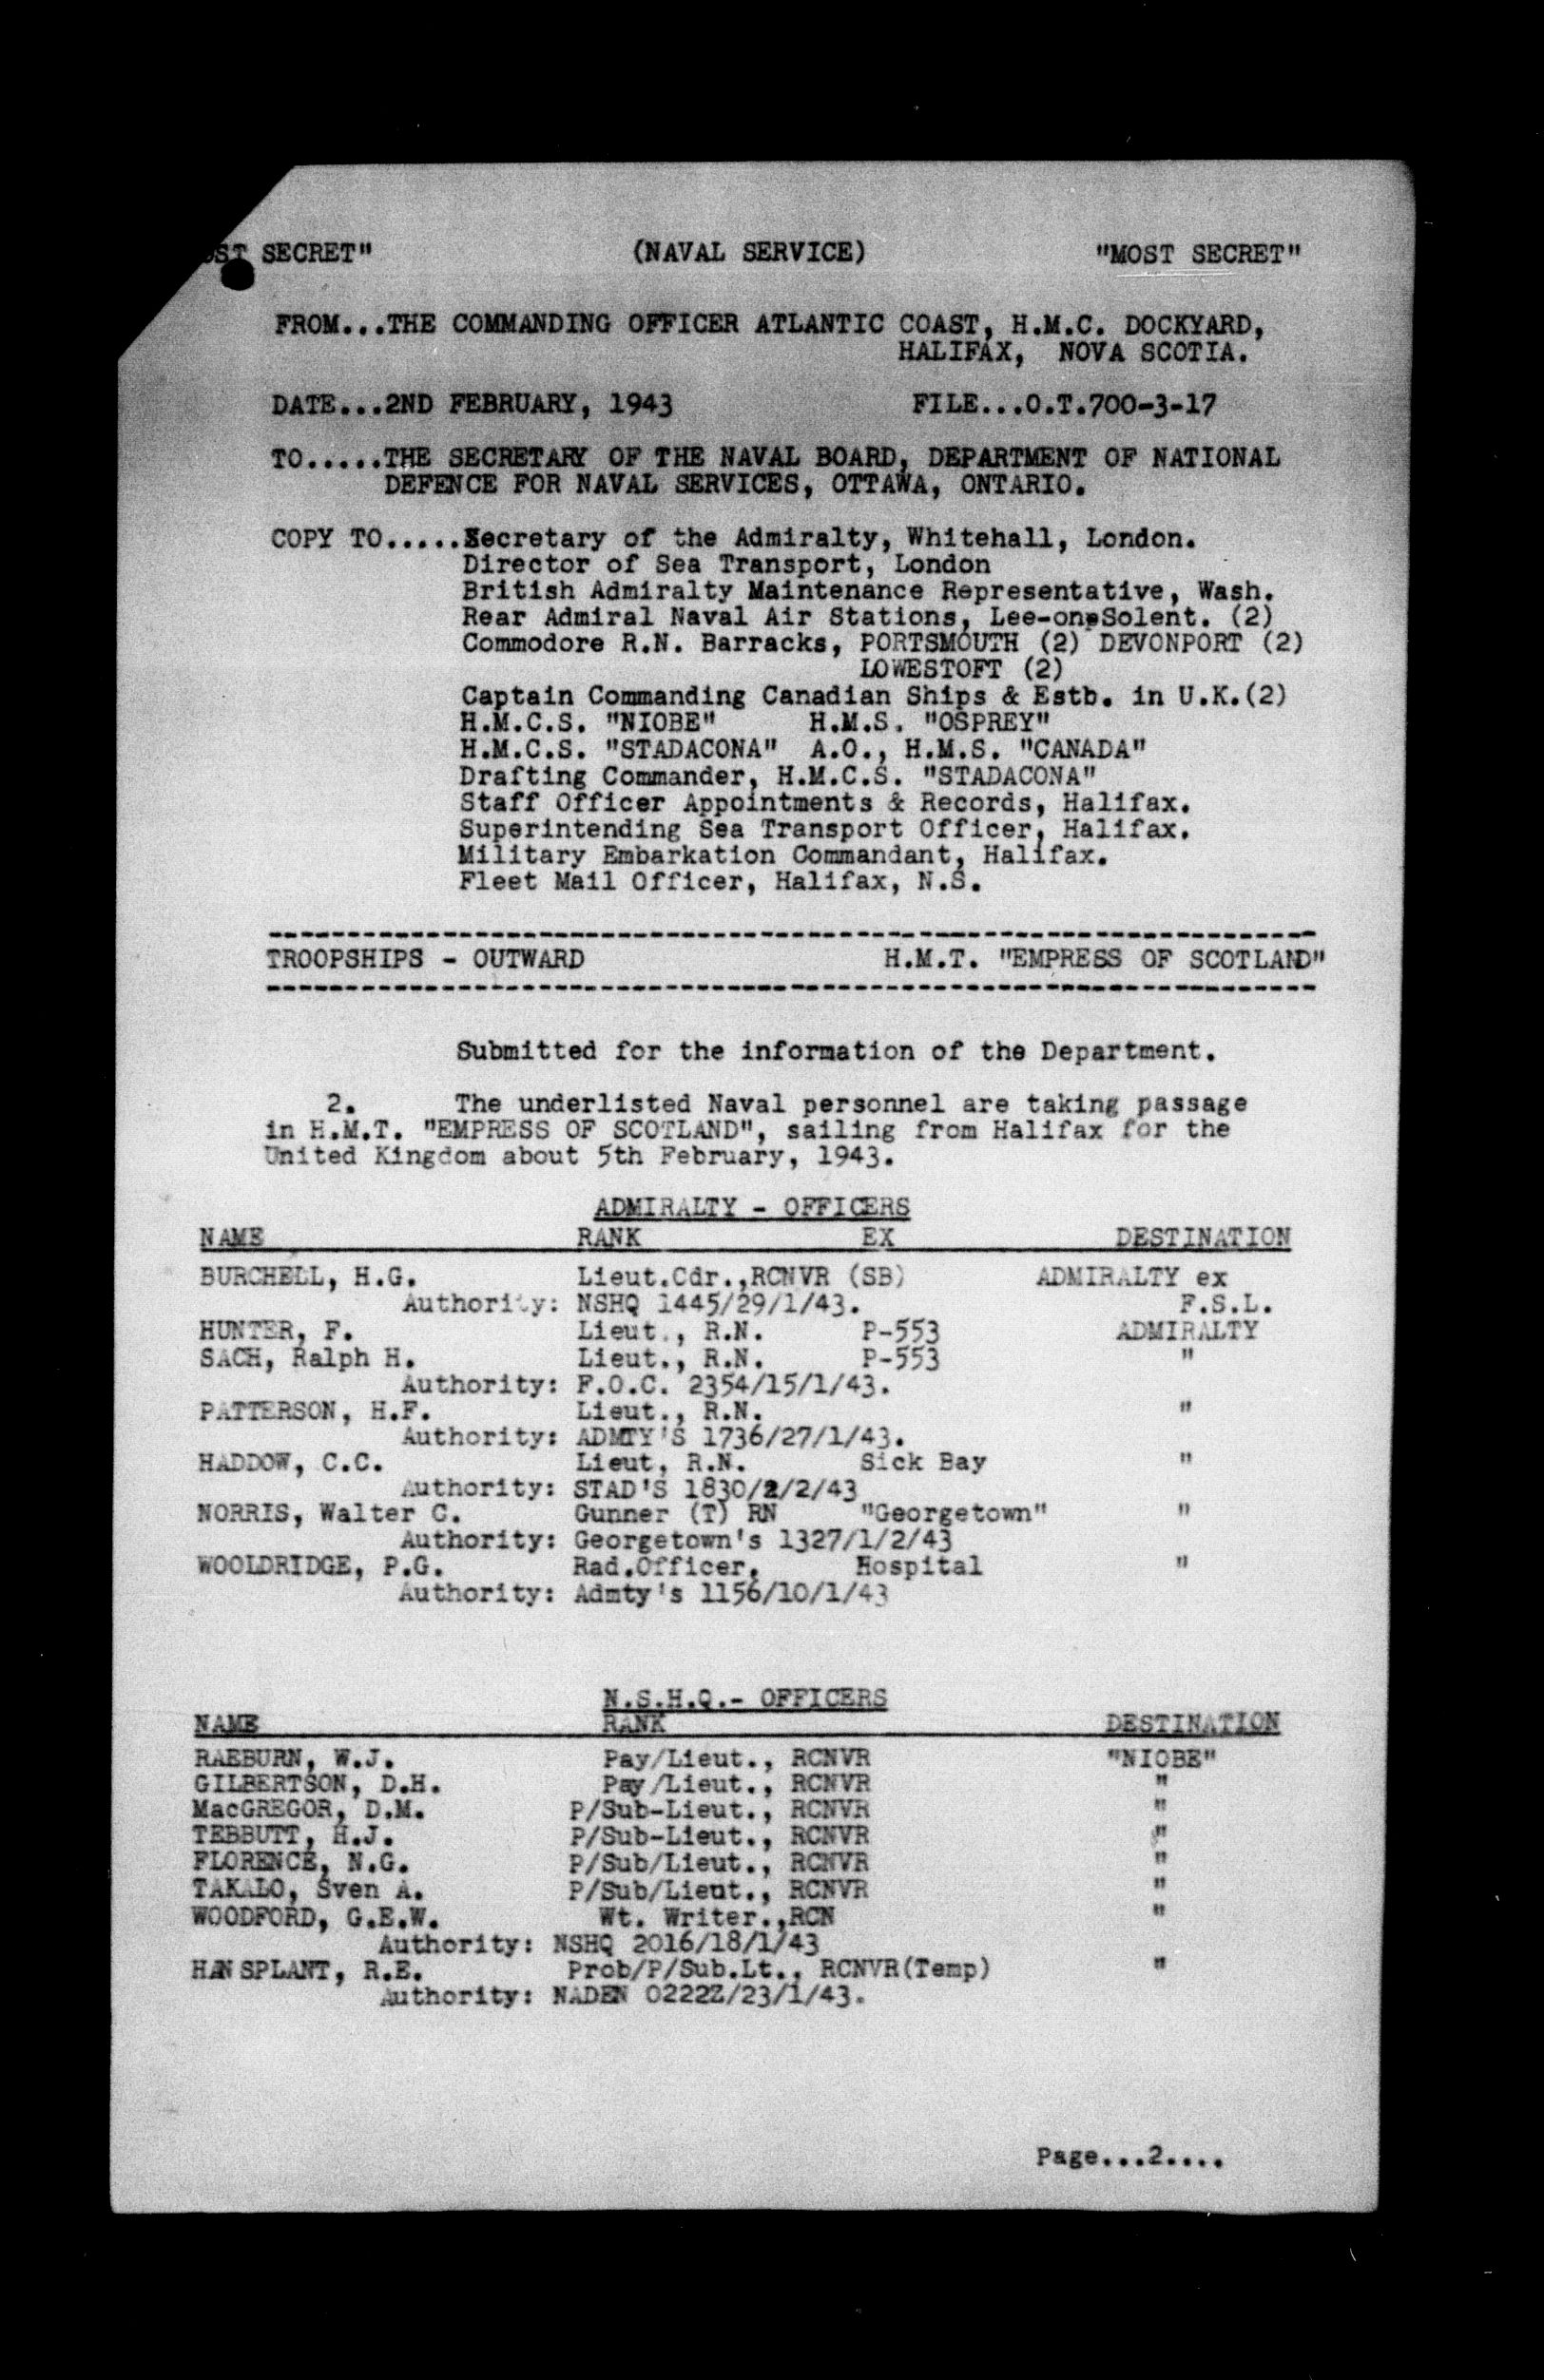 SECRET" (NAVAL SERVICE) "MOST SECRET"
FROM...THE COMMANDING OFFICER ATLANTIC COAST, H.M.C. DOCKYARD,
HALIFAX, NOVA SCOTIA.
DATE...2ND FEBRUARY, 1943 FILE...O.T.700-3-17
TO.....THE SECRETARY OF THE NAVAL BOARD, DEPARTMENT OF NATIONAL
DEFENCE FOR NAVAL SERVICES, OTTAWA, ONTARIO.
COPY TO.....Secretary of the Admiralty, Whitehall, London.
Director of Sea Transport, London
British Admiralty Maintenance Representative, Wash.
Rear Admiral Naval Air Stations, Lee-on-Solent. (2)
Commodore R.N. Barracks, PORTSMOUTH (2) DEVONPORT (2)
LOWESTOFT (2)
Captain Commanding Canadian Ships & Estb. in U.K.(2)
H.M.C.S. "NIOBE" H.M.S. "OSPREY"
H.M.C.S. "STADACONA" A.O., H.M.S. "CANADA"
Drafting Commander, H.M.C.S. "STADACONA"
Staff Officer Appointments & Records, Halifax.
Superintending Sea Transport Officer, Halifax.
Military Embarkation Commandant, Halifax.
Fleet Mail Officer, Halifax, N.S.
TROOPSHIPS - OUTWARD H.M.T. "EMPRESS OF SCOTLAND"
Submitted for the information of the Department.
2. The underlisted Naval personnel are taking passage
in H.M.T. "EMPRESS OF SCOTLAND", sailing from Halifax for the
United Kingdom about 5th February, 1943.
ADMIRALTY - OFFICERS
NAME RANK EX DESTINATION
BURCHELL, H.G. Lieut.Cdr.,RCNVR (SB) ADMIRALTY ex
Authority: NSHQ 1445/29/1/43. F.S.L.
HUNTER, F. Lieut., R.N. P-553 ADMIRALTY
SACH, Ralph H. Lieut., R.N. P-553 "
Authority: F.O.C. 2354/15/1/43.
PATTERSON, H.F. Lieut., R.N. "
Authority: ADMTY'S 1736/27/1/43.
HADDOW, C.C. Lieut, R.N. Sick Bay "
Authority: STAD'S 1830/2/2/43
NORRIS, Walter C. Gunner (T) RN "Georgetown" "
Authority: Georgetown's 1327/1/2/43
WOOLDRIDGE, P.G. Rad.Officer, Hospital "
Authority: Admty's 1156/10/1/43
N.S.H.Q.- OFFICERS
NAME RANK DESTINATION
RAEBURN, W.J. Pay/Lieut., RCNVR "NIOBE"
GILBERTSON, D.H. Pay/Lieut., RCNVR "
MacGREGOR, D.M. P/Sub-Lieut., RCNVR "
TEBBUTT, H.J. P/Sub-Lieut., RCNVR "
FLORENCE, N.G. P/Sub/Lieut., RCNVR "
TAKALO, Sven A. P/Sub/Lieut., RCNVR "
WOODFORD, G.E.W. Wt. Writer.,RCN "
Authority: NSHQ 2016/18/1/43
HANSPLANT, R.E. Prob/P/Sub.Lt., RCNVR(Temp) "
Authority: NADEN 0222Z/23/1/43.
Page...2....